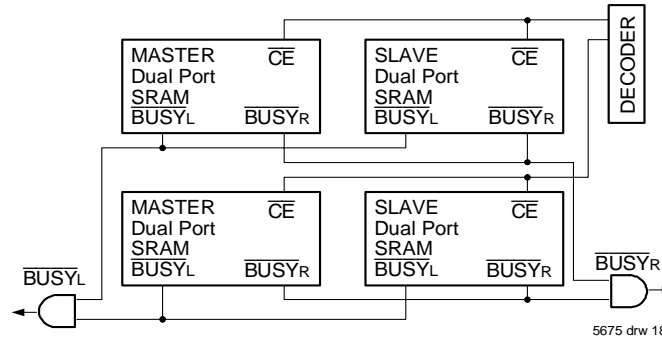 MASTER
Dual Port
SRAM
BUSYL
CE
BUSYR
SLAVE
Dual Port
SRAM
BUSYL
CE
BUSYR
DECODER
MASTER
Dual Port
SRAM
BUSYL
CE
BUSYR
SLAVE
Dual Port
SRAM
BUSYL
CE
BUSYR
BUSYL
BUSYR
5675 drw 18